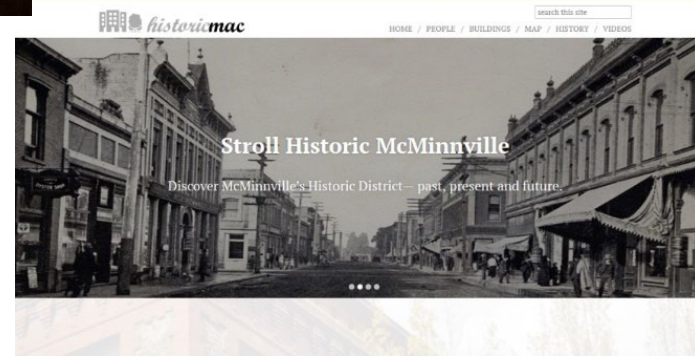 historicmac
search this site
HOME / PEOPLE / BUILDINGS / MAP / HISTORY / VIDEOS
Stroll Historic McMinnville
Discover McMinnville's Historic District— past, present and future.